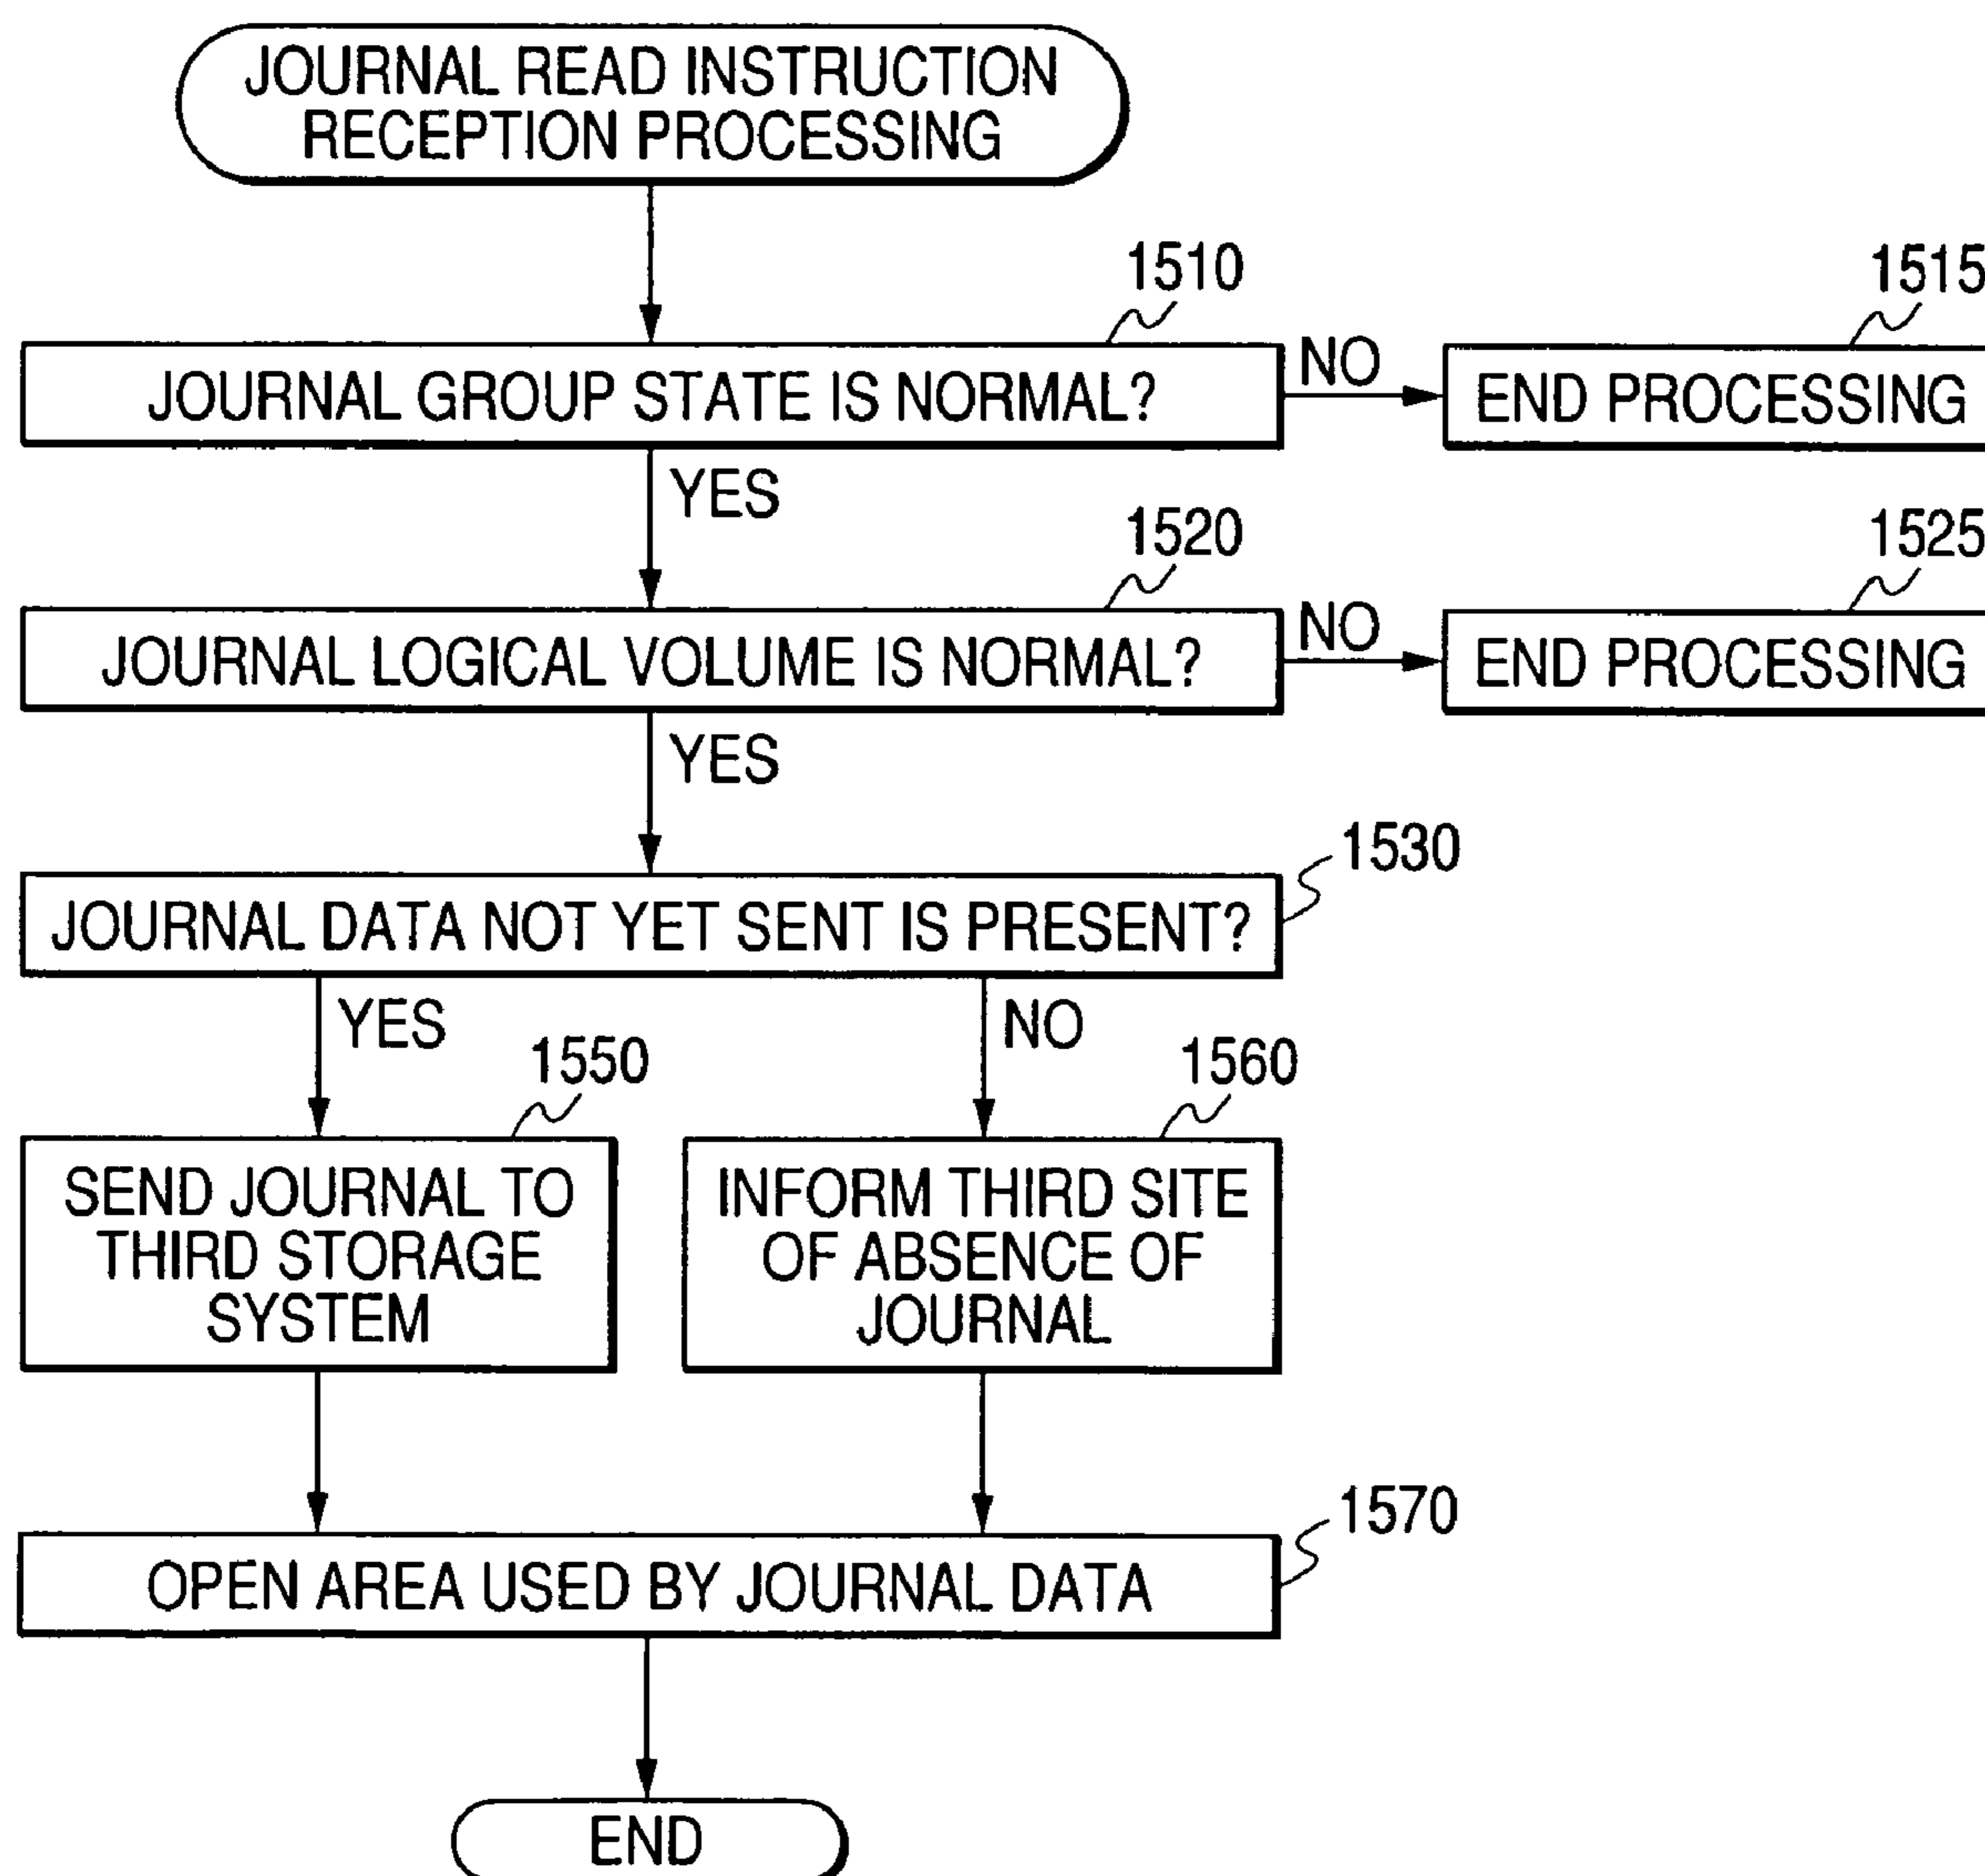 JOURNAL READ INSTRUCTION
RECEPTION PROCESSING
1510
1515
JOURNAL GROUP STATE IS NORMAL?
NO
END PROCESSING
YES
1520
1525
JOURNAL LOGICAL VOLUME IS NORMAL?
NO
END PROCESSING
YES
1530
JOURNAL DATA NOT YET SENT IS PRESENT?
YES
NO
1550
1560
SEND JOURNAL TO
THIRD STORAGE
SYSTEM
INFORM THIRD SITE
OF ABSENCE OF
JOURNAL
1570
OPEN AREA USED BY JOURNAL DATA
END